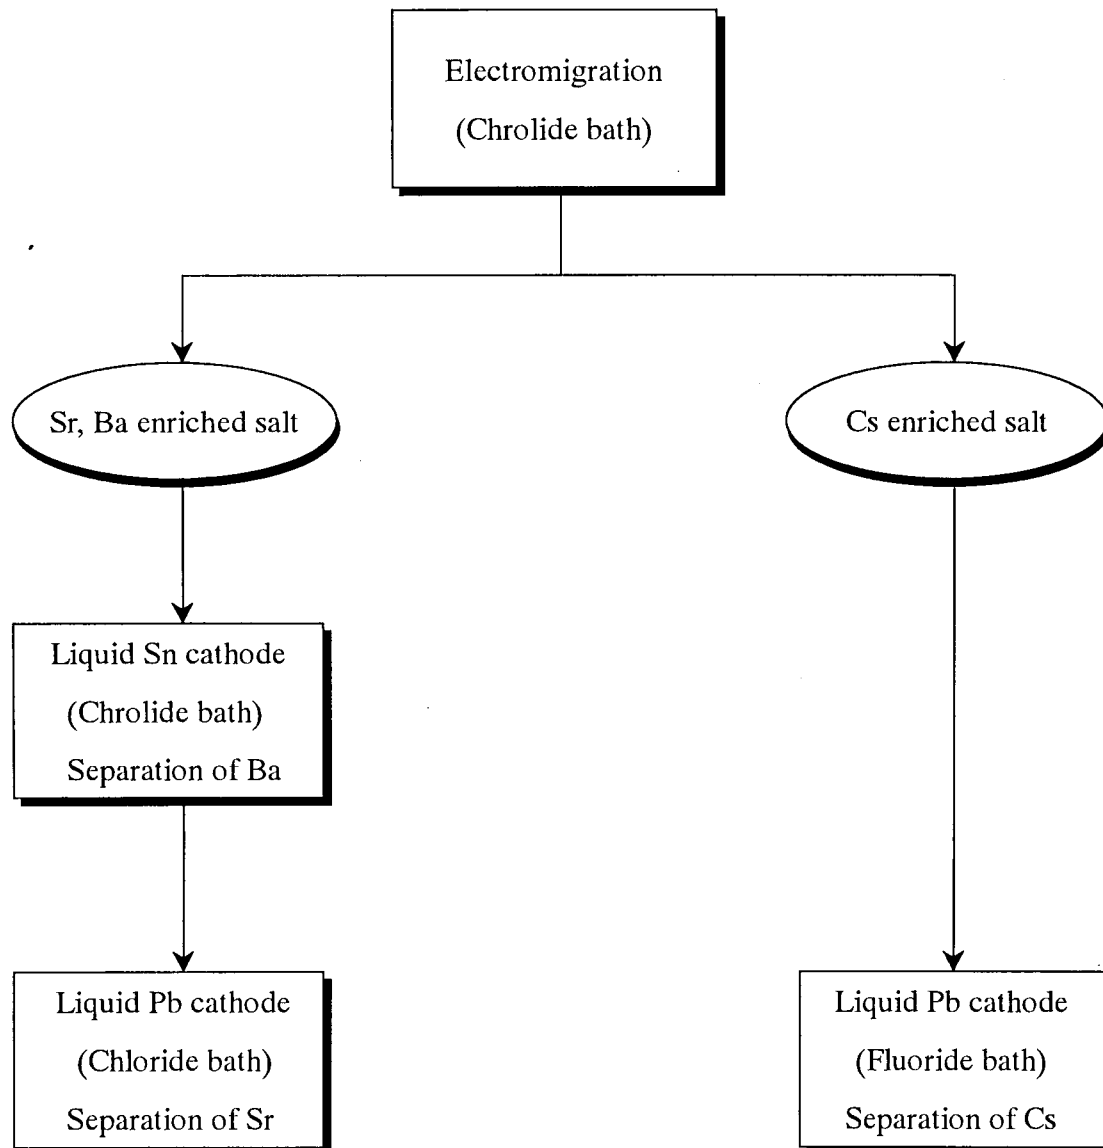 Electromigration
(Chrolide bath)
Sr, Ba enriched salt
Cs enriched salt
Liquid Sn cathode
(Chrolide bath)
Separation of Ba
Liquid Pb cathode
(Chloride bath)
Separation of Sr
Liquid Pb cathode
(Fluoride bath)
Separation of Cs